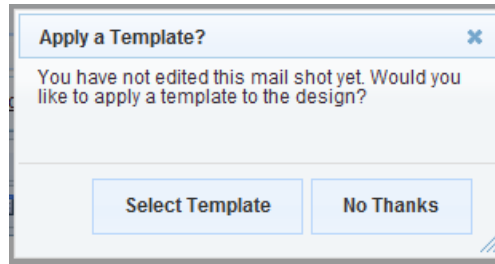 Apply a Template?
You have not edited this mail shot yet. Would you
like to apply a template to the design?
Select Template
No Thanks